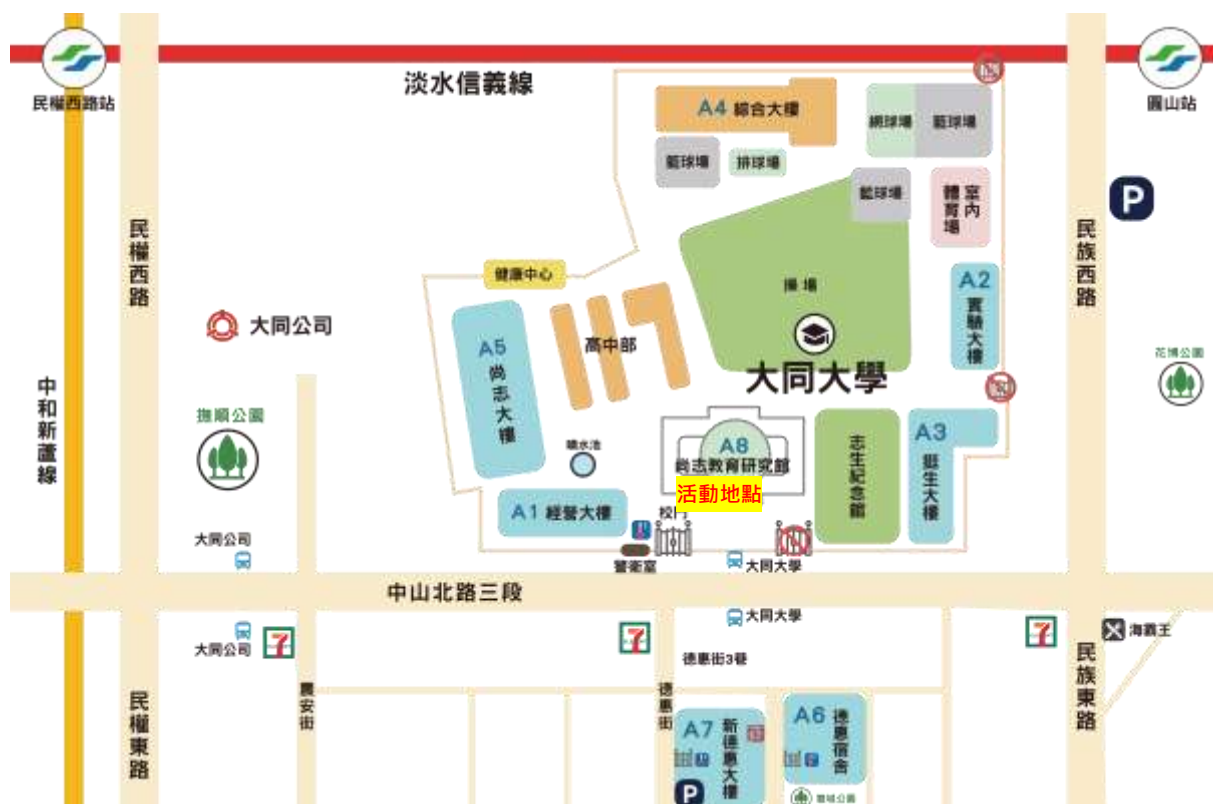 民權西路站
淡水信義線
圓山站
A4 綜合大樓
網球場
籃球場
籃球場
排球場
籃球場
室內體育場
P
民權西路
民族西路
健康中心
操場
A2 實驗大樓
大同公司
高中部
A5 尚志大樓
大同大學
花博公園
中和新蘆線
撫順公園
噴水池
A8
尚志教育研究館
活動地點
志生紀念館
A3 挺生大樓
A1 經營大樓
校門
警衛室
大同公司
大同大學
中山北路三段
大同大學
大同公司
7
7
7
海霸王
德惠街3巷
農安街
德惠街
民權東路
民族東路
A7 新德惠大樓
A6 德惠宿舍
P